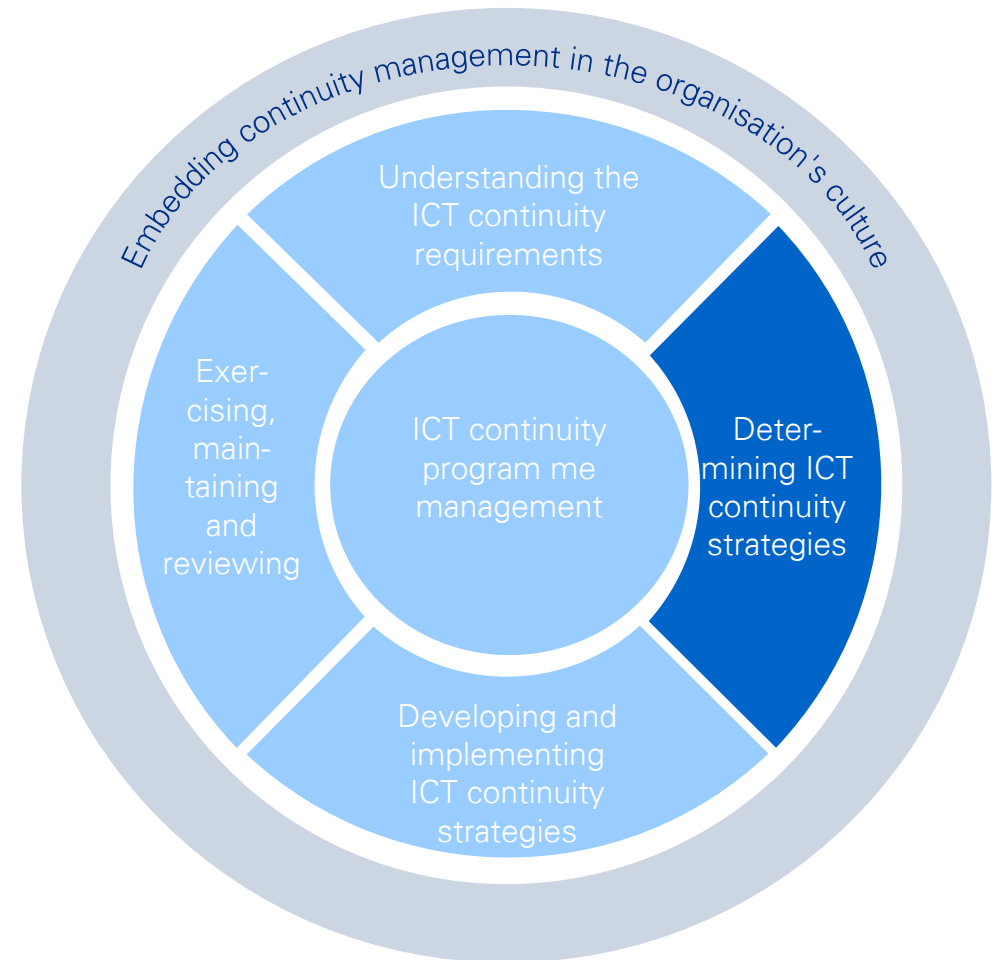 Embedding continuity management in the organisation's culture
Understanding the
ICT continuity
requirements
Exer-
cising,
main-
taining
and
reviewing
ICT continuity
program me
management
Deter-
mining ICT
continuity
strategies
Developing and
implementing
ICT continuity
strategies